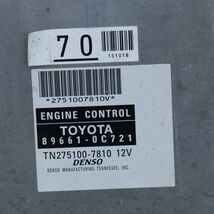 70
151018
*2751007810V*
ENGINE CONTROL
TOYOTA
89661-0C721
TN275100-7810 12V
DENSO
DENSO MANUFACTURING TENNESSEE, INC.